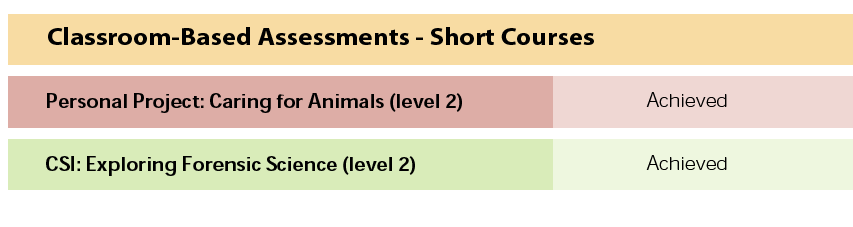 Classroom-Based Assessments - Short Courses
Personal Project: Caring for Animals (level 2) Achieved
CSI: Exploring Forensic Science (level 2) Achieved